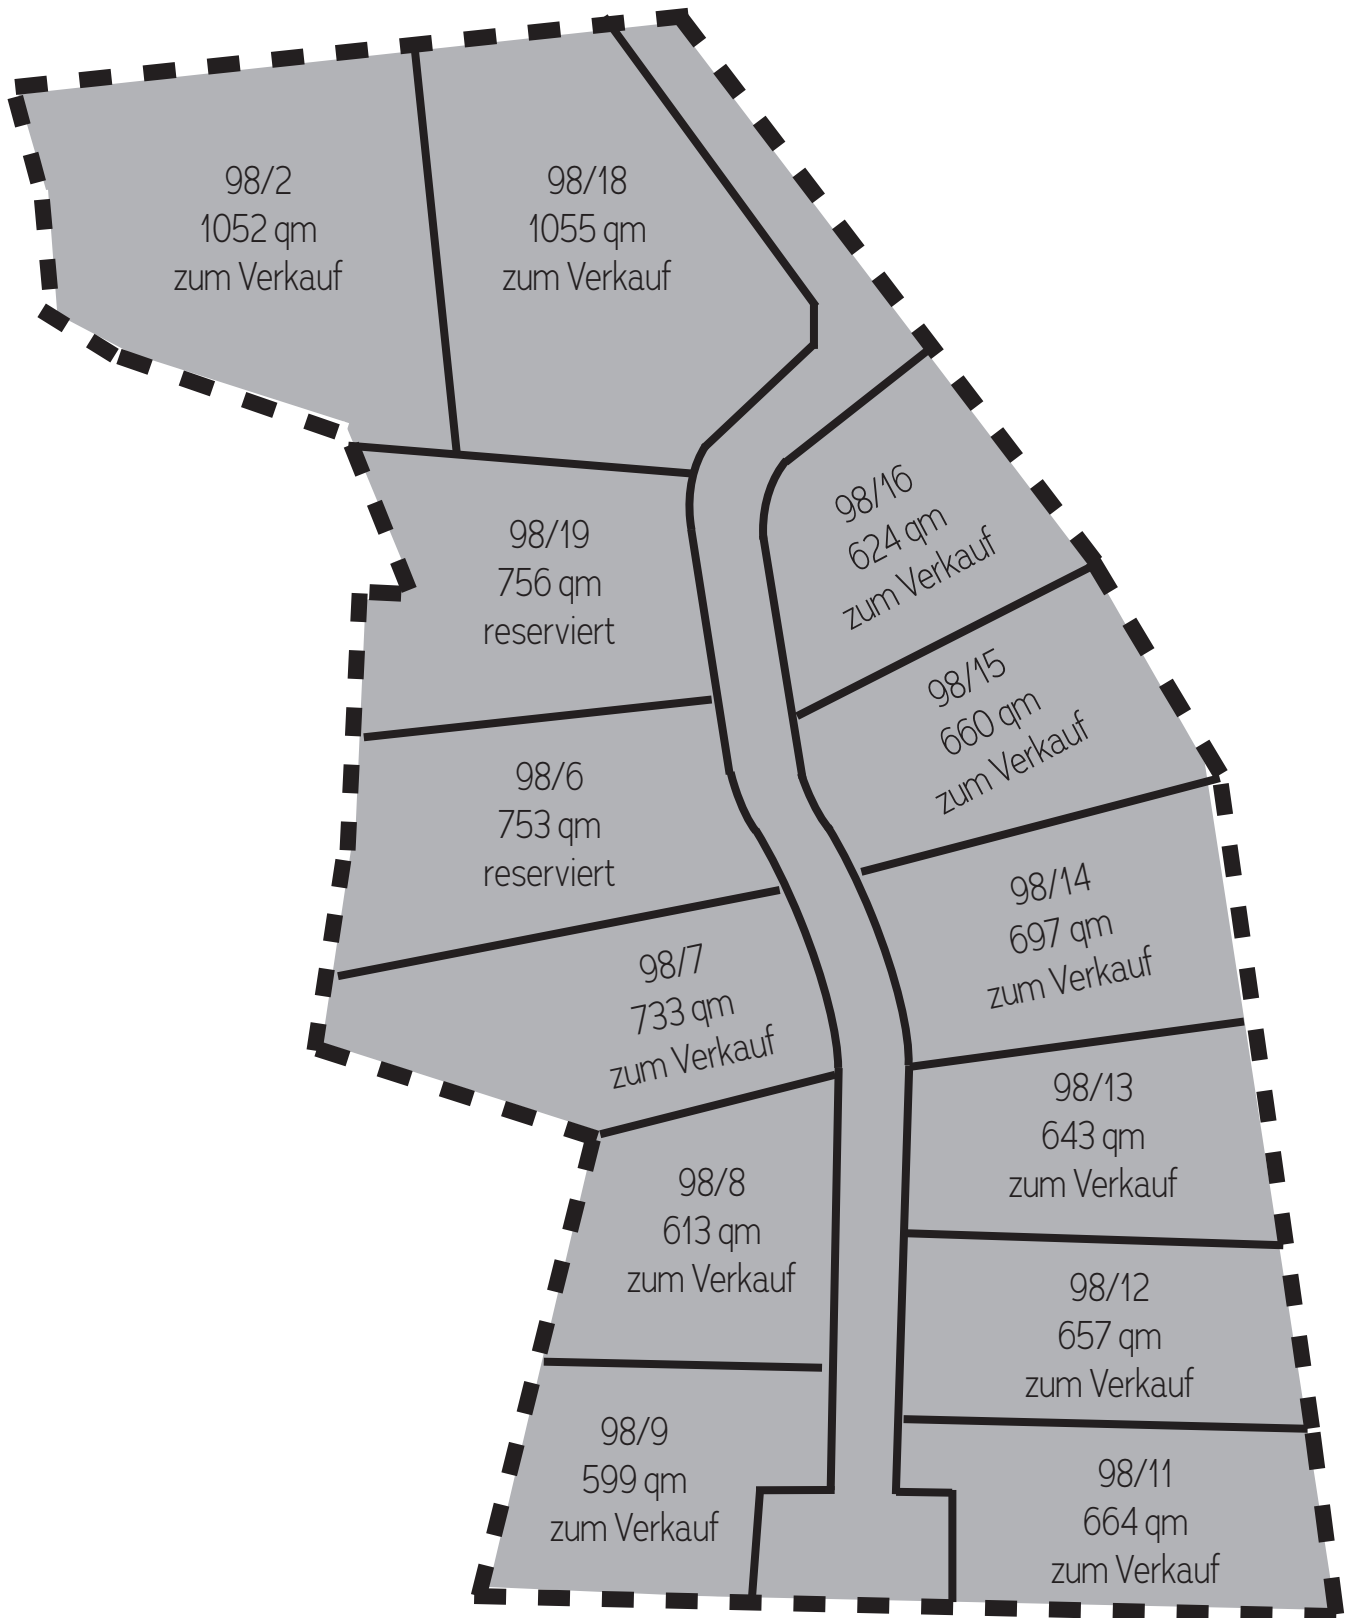 98/2
1052 qm
zum Verkauf
98/18
1055 qm
zum Verkauf
98/16
624 qm
zum Verkauf
98/19
756 qm
reserviert
98/15
660 qm
zum Verkauf
98/6
753 qm
reserviert
98/14
697 qm
zum Verkauf
98/7
733 qm
zum Verkauf
98/13
643 qm
zum Verkauf
98/8
613 qm
zum Verkauf
98/12
657 qm
zum Verkauf
98/9
599 qm
zum Verkauf
98/11
664 qm
zum Verkauf